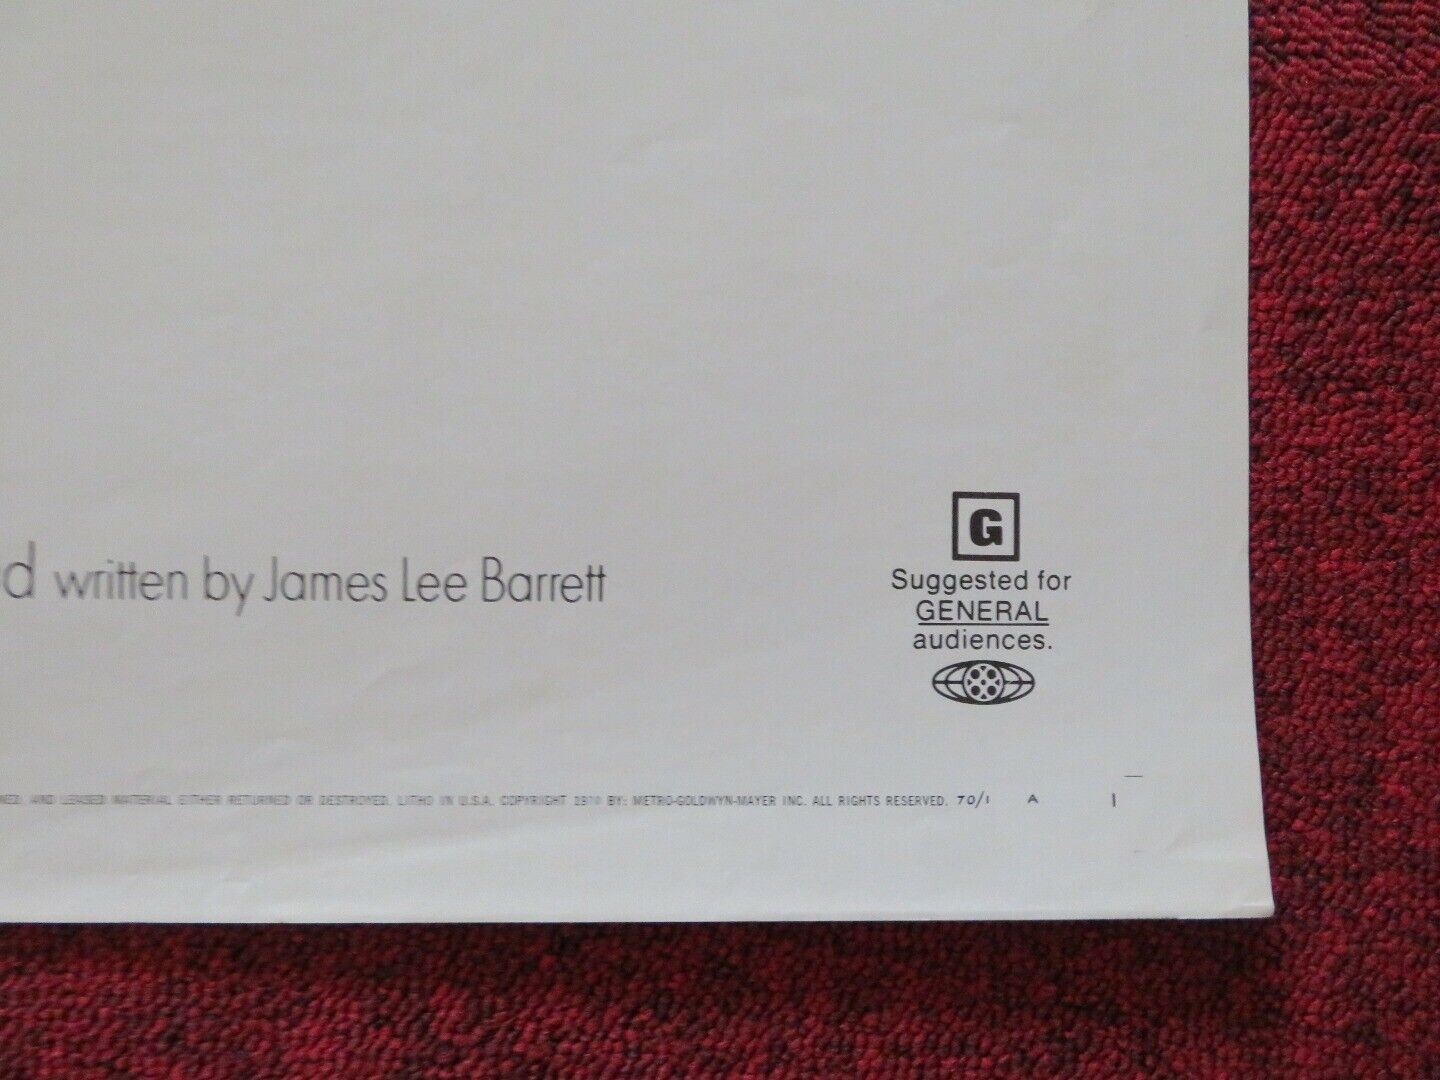 G
Suggested for
written by James Lee Barrett
GENERAL
audiences.
AND LEASED MATERIAL EITHER RETURNED OR DESTROYED. LITHO IN U.S.A. COPYRIGHT 1970 BY: METRO-GOLDWYN-MAYER INC. ALL RIGHTS RESERVED. 70/1 A